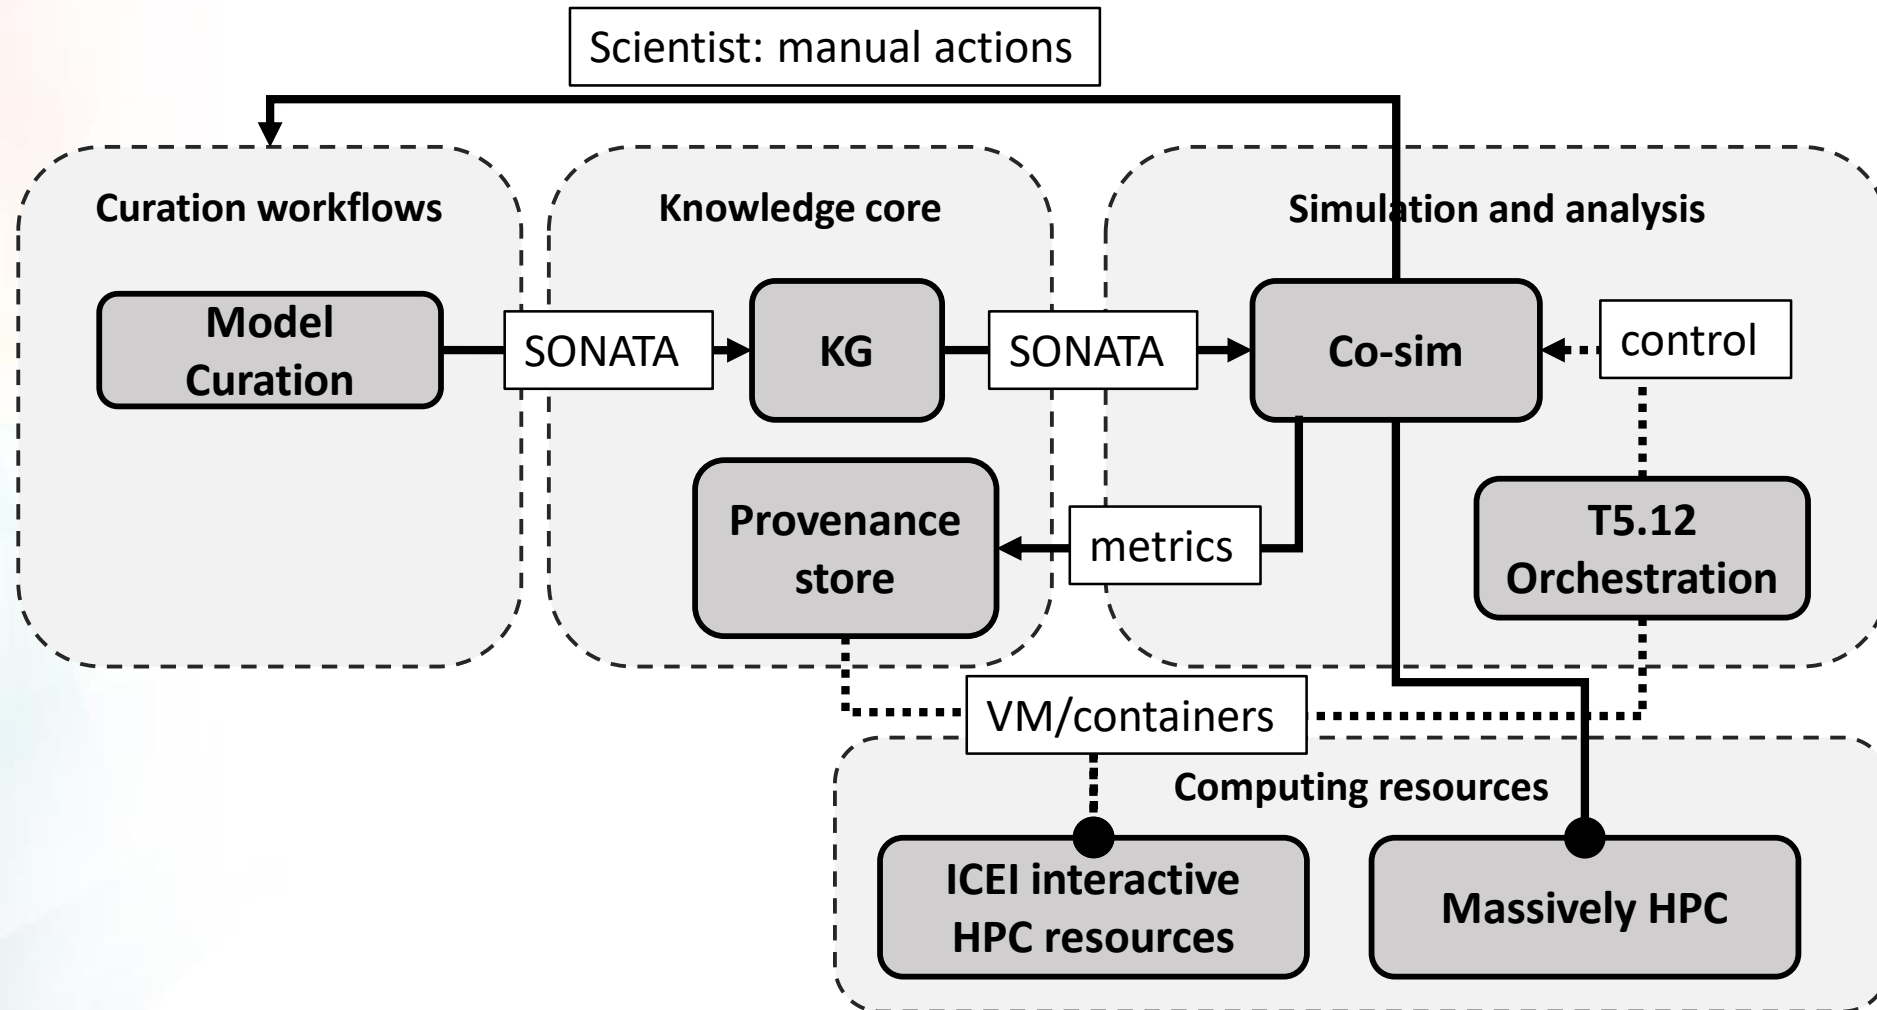 Scientist: manual actions
Curation workflows
Knowledge core
Simulation and analysis
Model
Curation
SONATA
KG
SONATA
Co-sim
control
Provenance
store
metrics
T5.12
Orchestration
VM/containers
Computing resources
ICEI interactive
HPC resources
Massively HPC